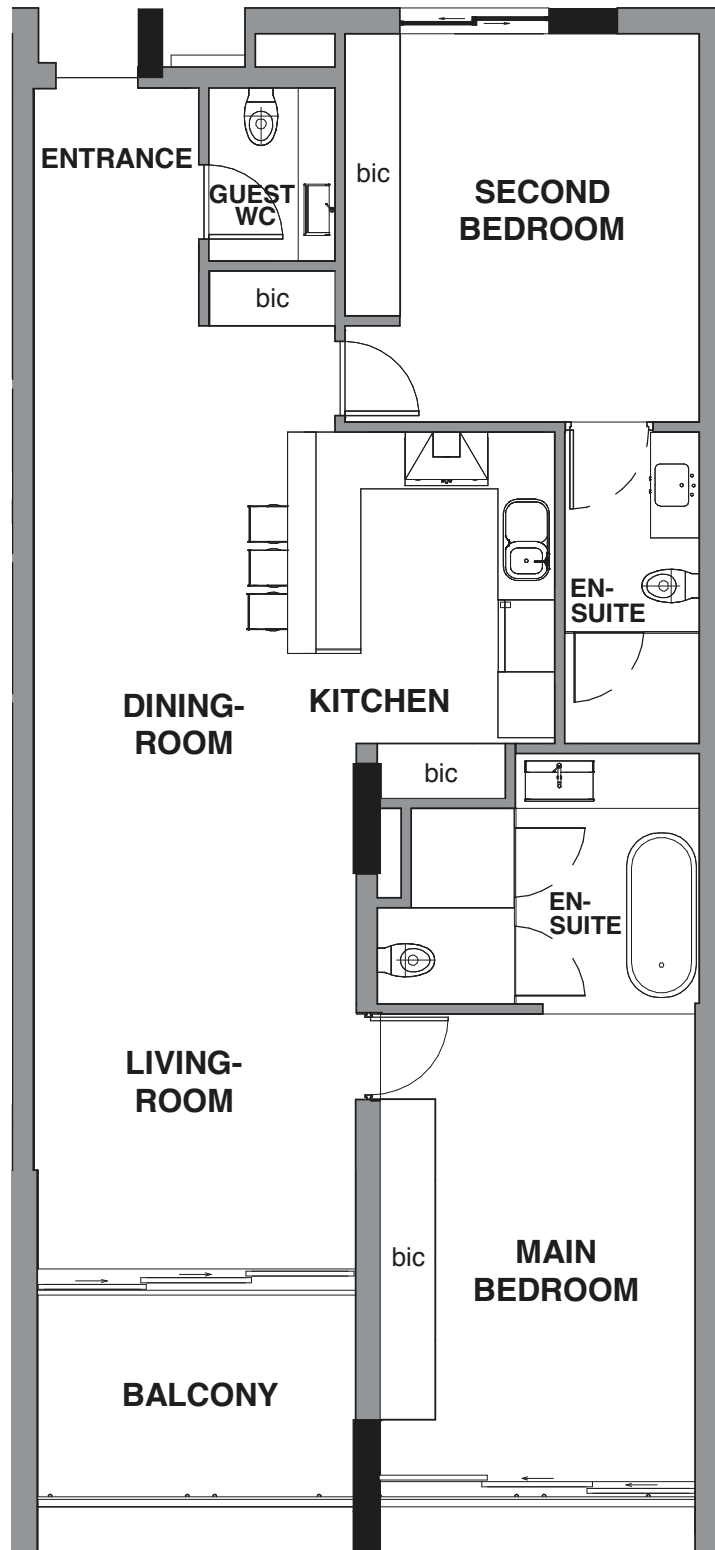 ENTRANCE
GUEST
WC
bic
SECOND
BEDROOM
bic
EN-
SUITE
DINING-
ROOM
KITCHEN
bic
EN-
SUITE
LIVING-
ROOM
bic
MAIN
BEDROOM
BALCONY